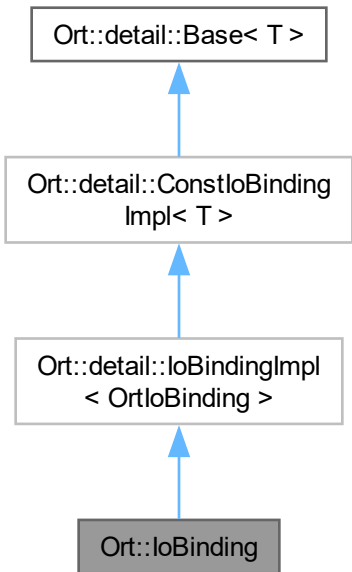 Ort::detail::Base< T >
Ort::detail::ConstIoBinding
Impl< T >
Ort::detail::IoBindingImpl
< OrtIoBinding >
Ort::IoBinding